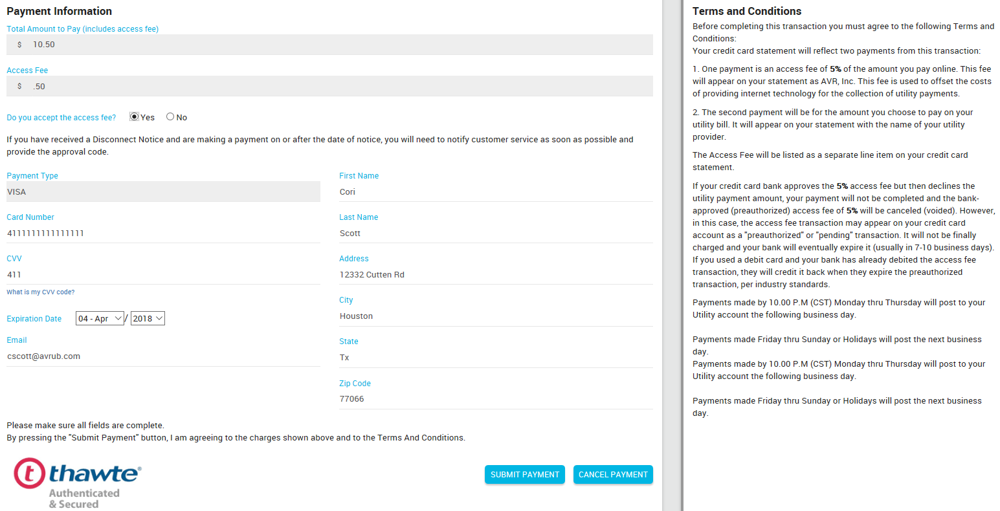 Payment Information
Total Amount to Pay (includes access fee)
$ 10.50
Access Fee
$ .50
Do you accept the access fee? Yes No
If you have received a Disconnect Notice and are making a payment on or after the date of notice, you will need to notify customer service as soon as possible and
provide the approval code.
Payment Type
VISA
Card Number
4111111111111111
CVV
411
What is my CVV code?
Expiration Date 04 - Apr / 2018
Email
cscott@avrub.com
First Name
Cori
Last Name
Scott
Address
12332 Cutten Rd
City
Houston
State
Tx
Zip Code
77066
Please make sure all fields are complete.
By pressing the "Submit Payment" button, I am agreeing to the charges shown above and to the Terms And Conditions.
t thawte®
Authenticated
& Secured
SUBMIT PAYMENT CANCEL PAYMENT
Terms and Conditions
Before completing this transaction you must agree to the following Terms and
Conditions:
Your credit card statement will reflect two payments from this transaction:
1. One payment is an access fee of 5% of the amount you pay online. This fee
will appear on your statement as AVR, Inc. This fee is used to offset the costs
of providing internet technology for the collection of utility payments.
2. The second payment will be for the amount you choose to pay on your
utility bill. It will appear on your statement with the name of your utility
provider.
The Access Fee will be listed as a separate line item on your credit card
statement.
If your credit card bank approves the 5% access fee but then declines the
utility payment amount, your payment will not be completed and the bank-
approved (preauthorized) access fee of 5% will be canceled (voided). However,
in this case, the access fee transaction may appear on your credit card
account as a "preauthorized" or "pending" transaction. It will not be finally
charged and your bank will eventually expire it (usually in 7-10 business days).
If you used a debit card and your bank has already debited the access fee
transaction, they will credit it back when they expire the preauthorized
transaction, per industry standards.
Payments made by 10.00 P.M (CST) Monday thru Thursday will post to your
Utility account the following business day.
Payments made Friday thru Sunday or Holidays will post the next business
day.
Payments made by 10.00 P.M (CST) Monday thru Thursday will post to your
Utility account the following business day.
Payments made Friday thru Sunday or Holidays will post the next business
day.